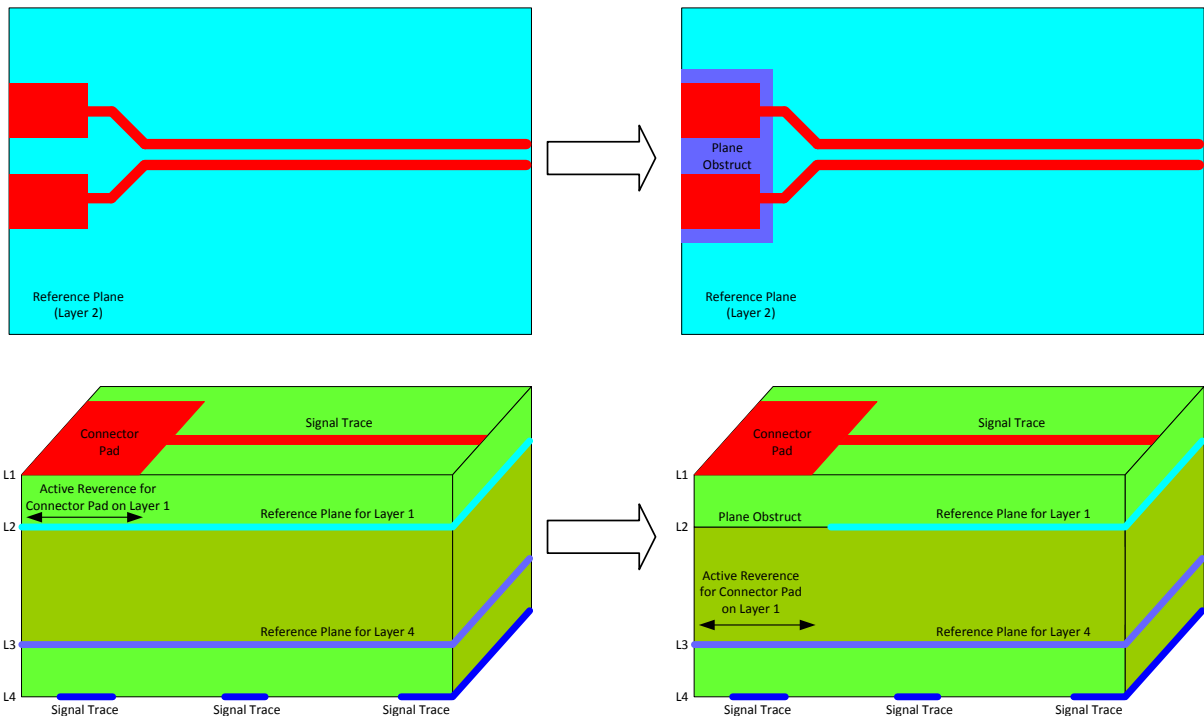 Plane
Obstruct
Reference Plane
(Layer 2)
Reference Plane
(Layer 2)
Signal Trace
Connector
Pad
L1
Active Reverence for
Connector Pad on Layer 1
Reference Plane for Layer 1
L2
Reference Plane for Layer 4
L3
L4
Signal Trace
Signal Trace
Signal Trace
Signal Trace
Connector
Pad
L1
Plane Obstruct
Reference Plane for Layer 1
L2
Active Reverence
for Connector Pad
on Layer 1
Reference Plane for Layer 4
L3
L4
Signal Trace
Signal Trace
Signal Trace